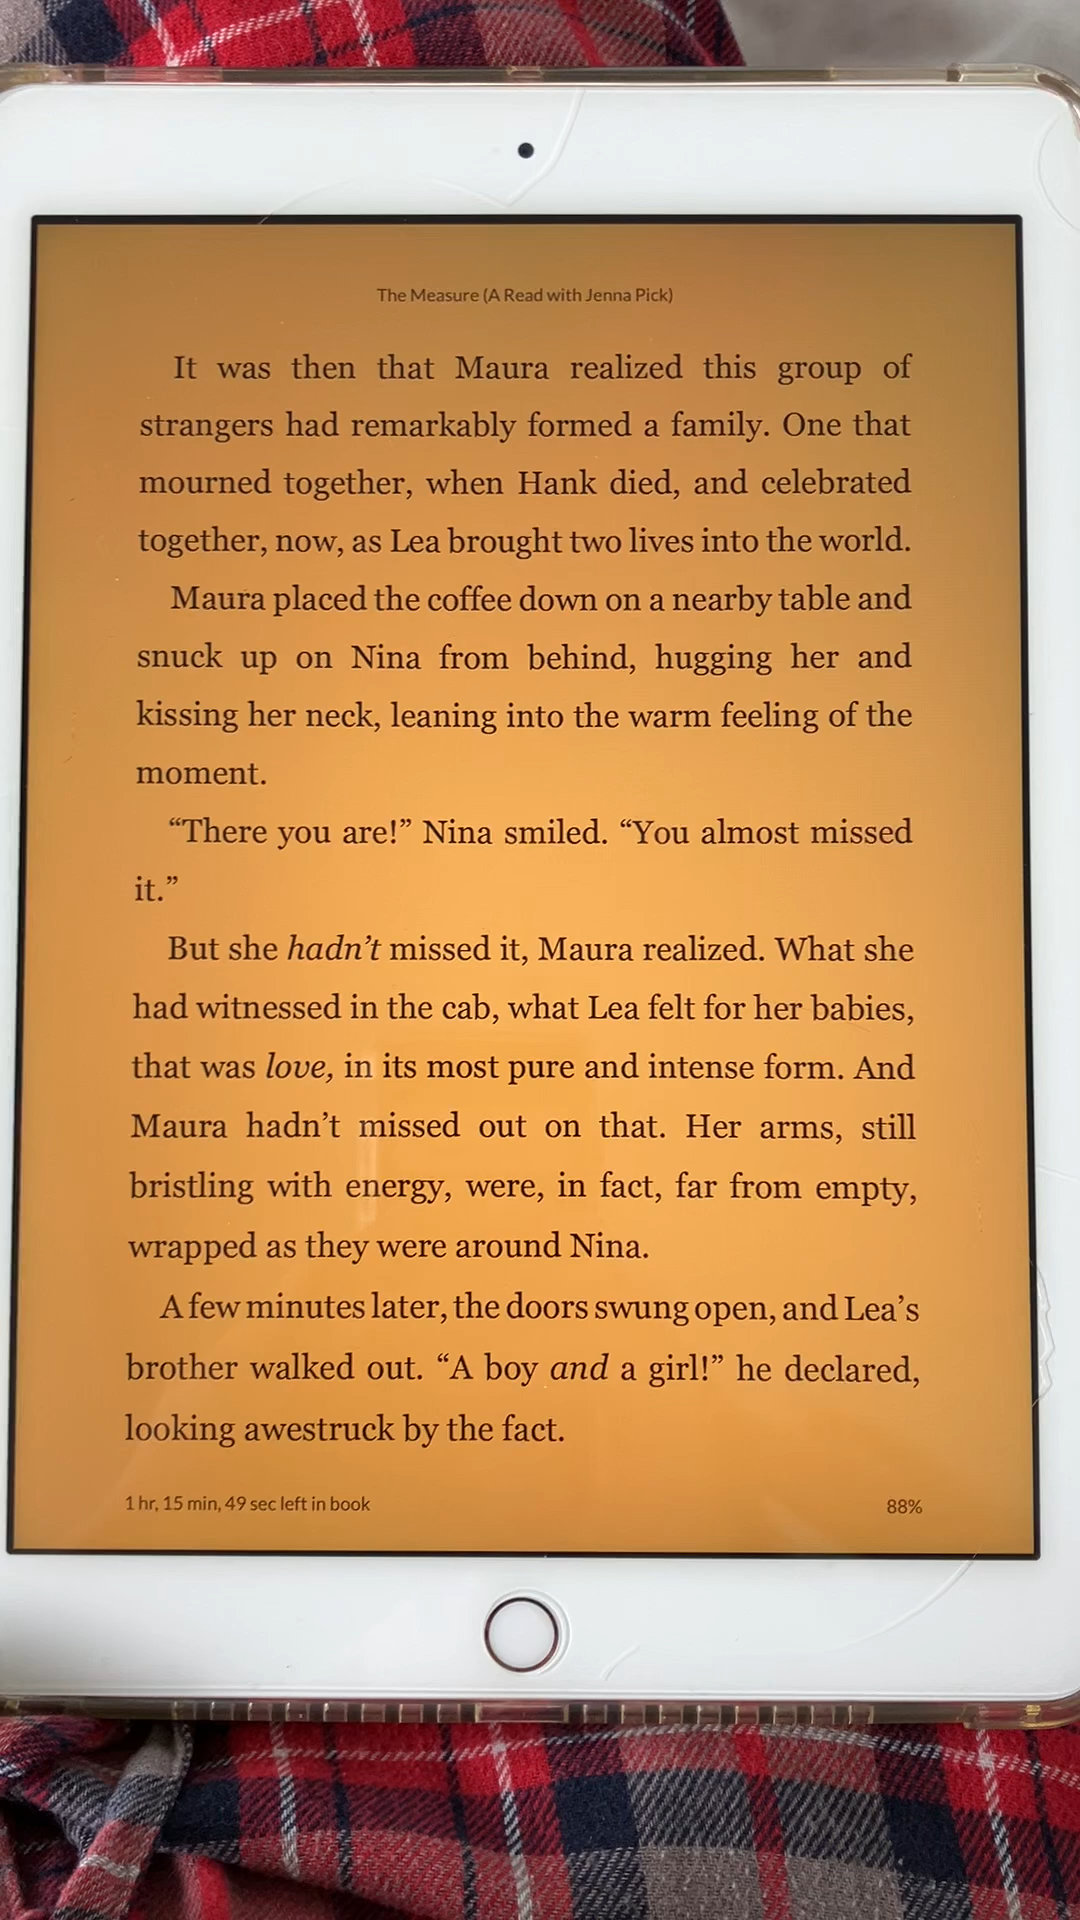 The Measure (A Read with Jenna Pick)
It was then that Maura realized this group of
strangers had remarkably formed a family. One that
mourned together, when Hank died, and celebrated
together, now, as Lea brought two lives into the world.
Maura placed the coffee down on a nearby table and
snuck up on Nina from behind, hugging her and
kissing her neck, leaning into the warm feeling of the
moment.
“There you are!” Nina smiled. “You almost missed
it.”
But she hadn’t missed it, Maura realized. What she
had witnessed in the cab, what Lea felt for her babies,
that was love, in its most pure and intense form. And
Maura hadn’t missed out on that. Her arms, still
bristling with energy, were, in fact, far from empty,
wrapped as they were around Nina.
A few minutes later, the doors swung open, and Lea’s
brother walked out. “A boy and a girl!” he declared,
looking awestruck by the fact.
1 hr, 15 min, 49 sec left in book
88%